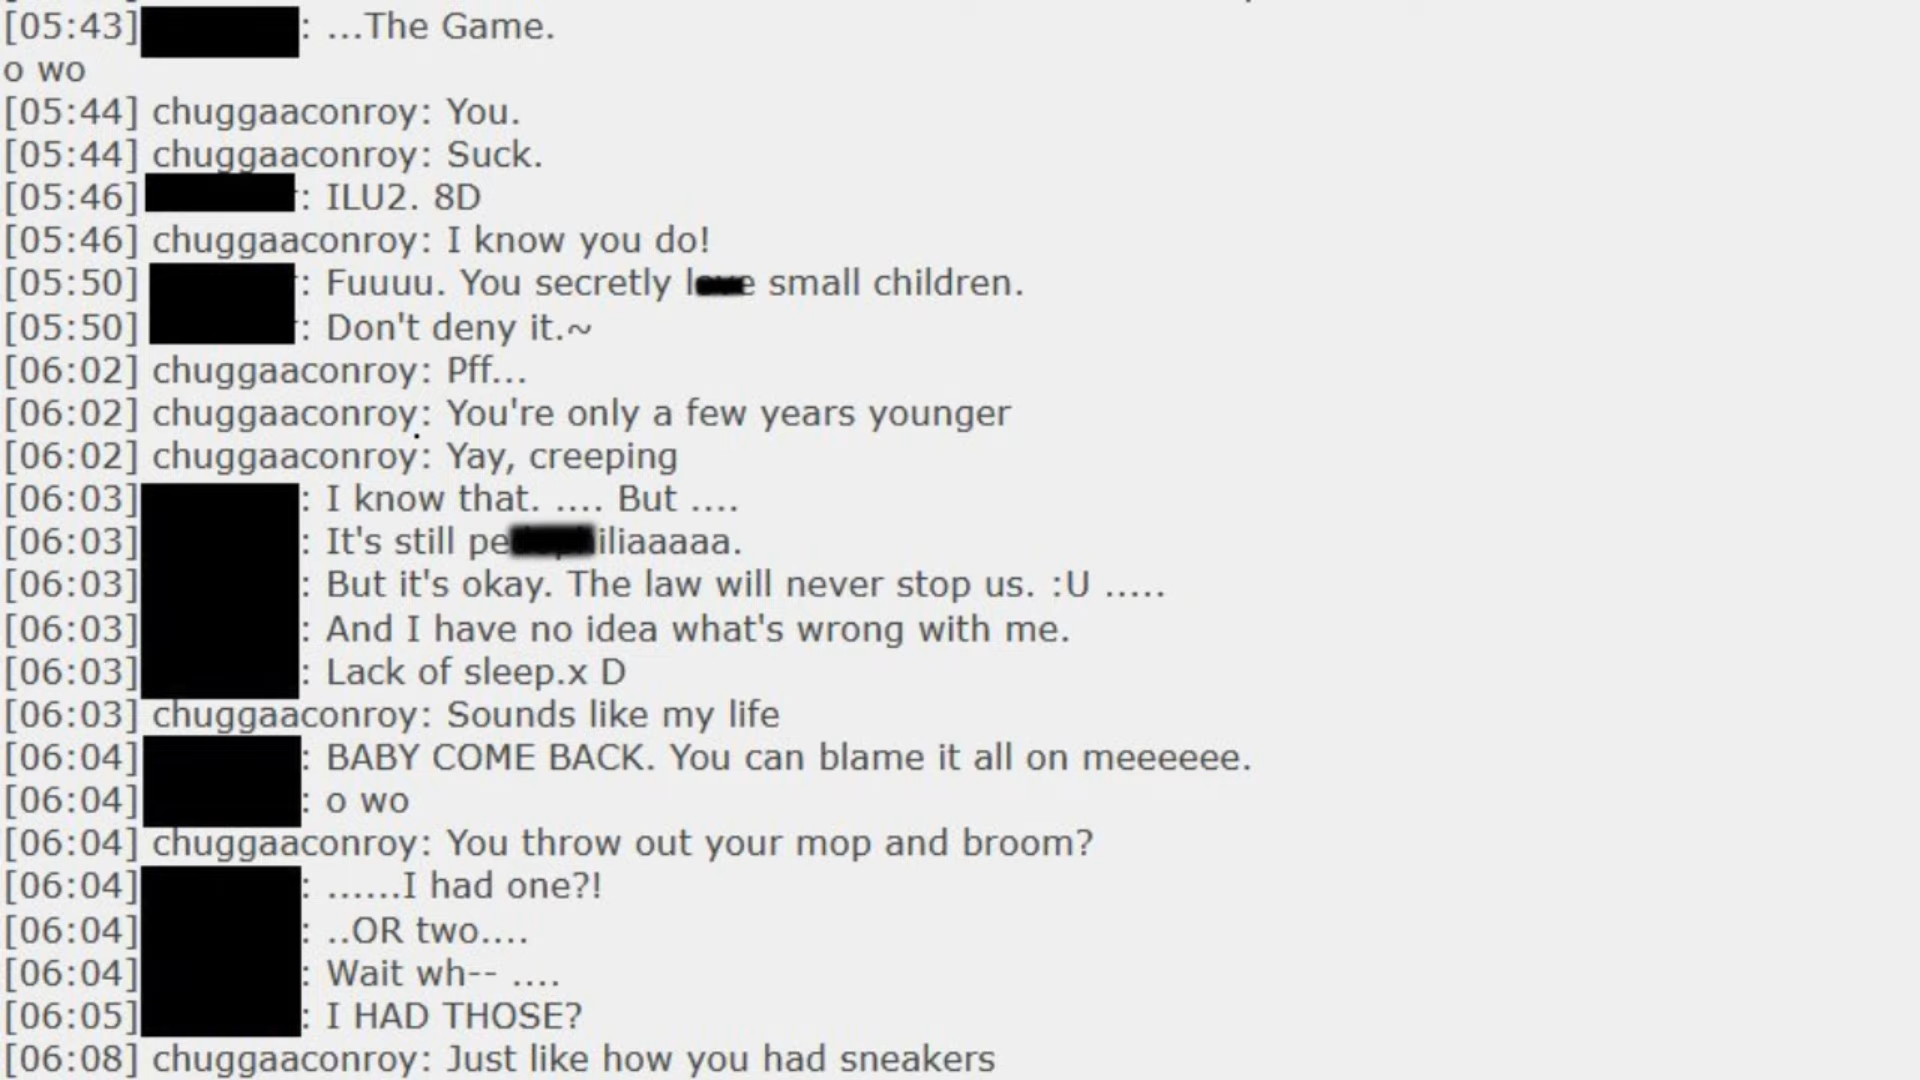 [05:43] : ...The Game.
o wo
[05:44] chuggaaconroy: You.
[05:44] chuggaaconroy: Suck.
[05:46] : ILU2. 8D
[05:46] chuggaaconroy: I know you do!
[05:50] : Fuuuu. You secretly small children.
[05:50] : Don't deny it.~
[06:02] chuggaaconroy: Pff...
[06:02] chuggaaconroy: You're only a few years younger
[06:02] chuggaaconroy: Yay, creeping
[06:03] : I know that. .... But ....
[06:03] : It's still
[06:03] : But it's okay. The law will never stop us. :U .....
[06:03] : And I have no idea what's wrong with me.
[06:03] : Lack of sleep.x D
[06:03] chuggaaconroy: Sounds like my life
[06:04] : BABY COME BACK. You can blame it all on meeeeee.
[06:04] : o wo
[06:04] chuggaaconroy: You throw out your mop and broom?
[06:04] : ......I had one?!
[06:04] : ..OR two....
[06:04] : Wait wh-- ....
[06:05] : I HAD THOSE?
[06:08] chuggaaconroy: Just like how you had sneakers